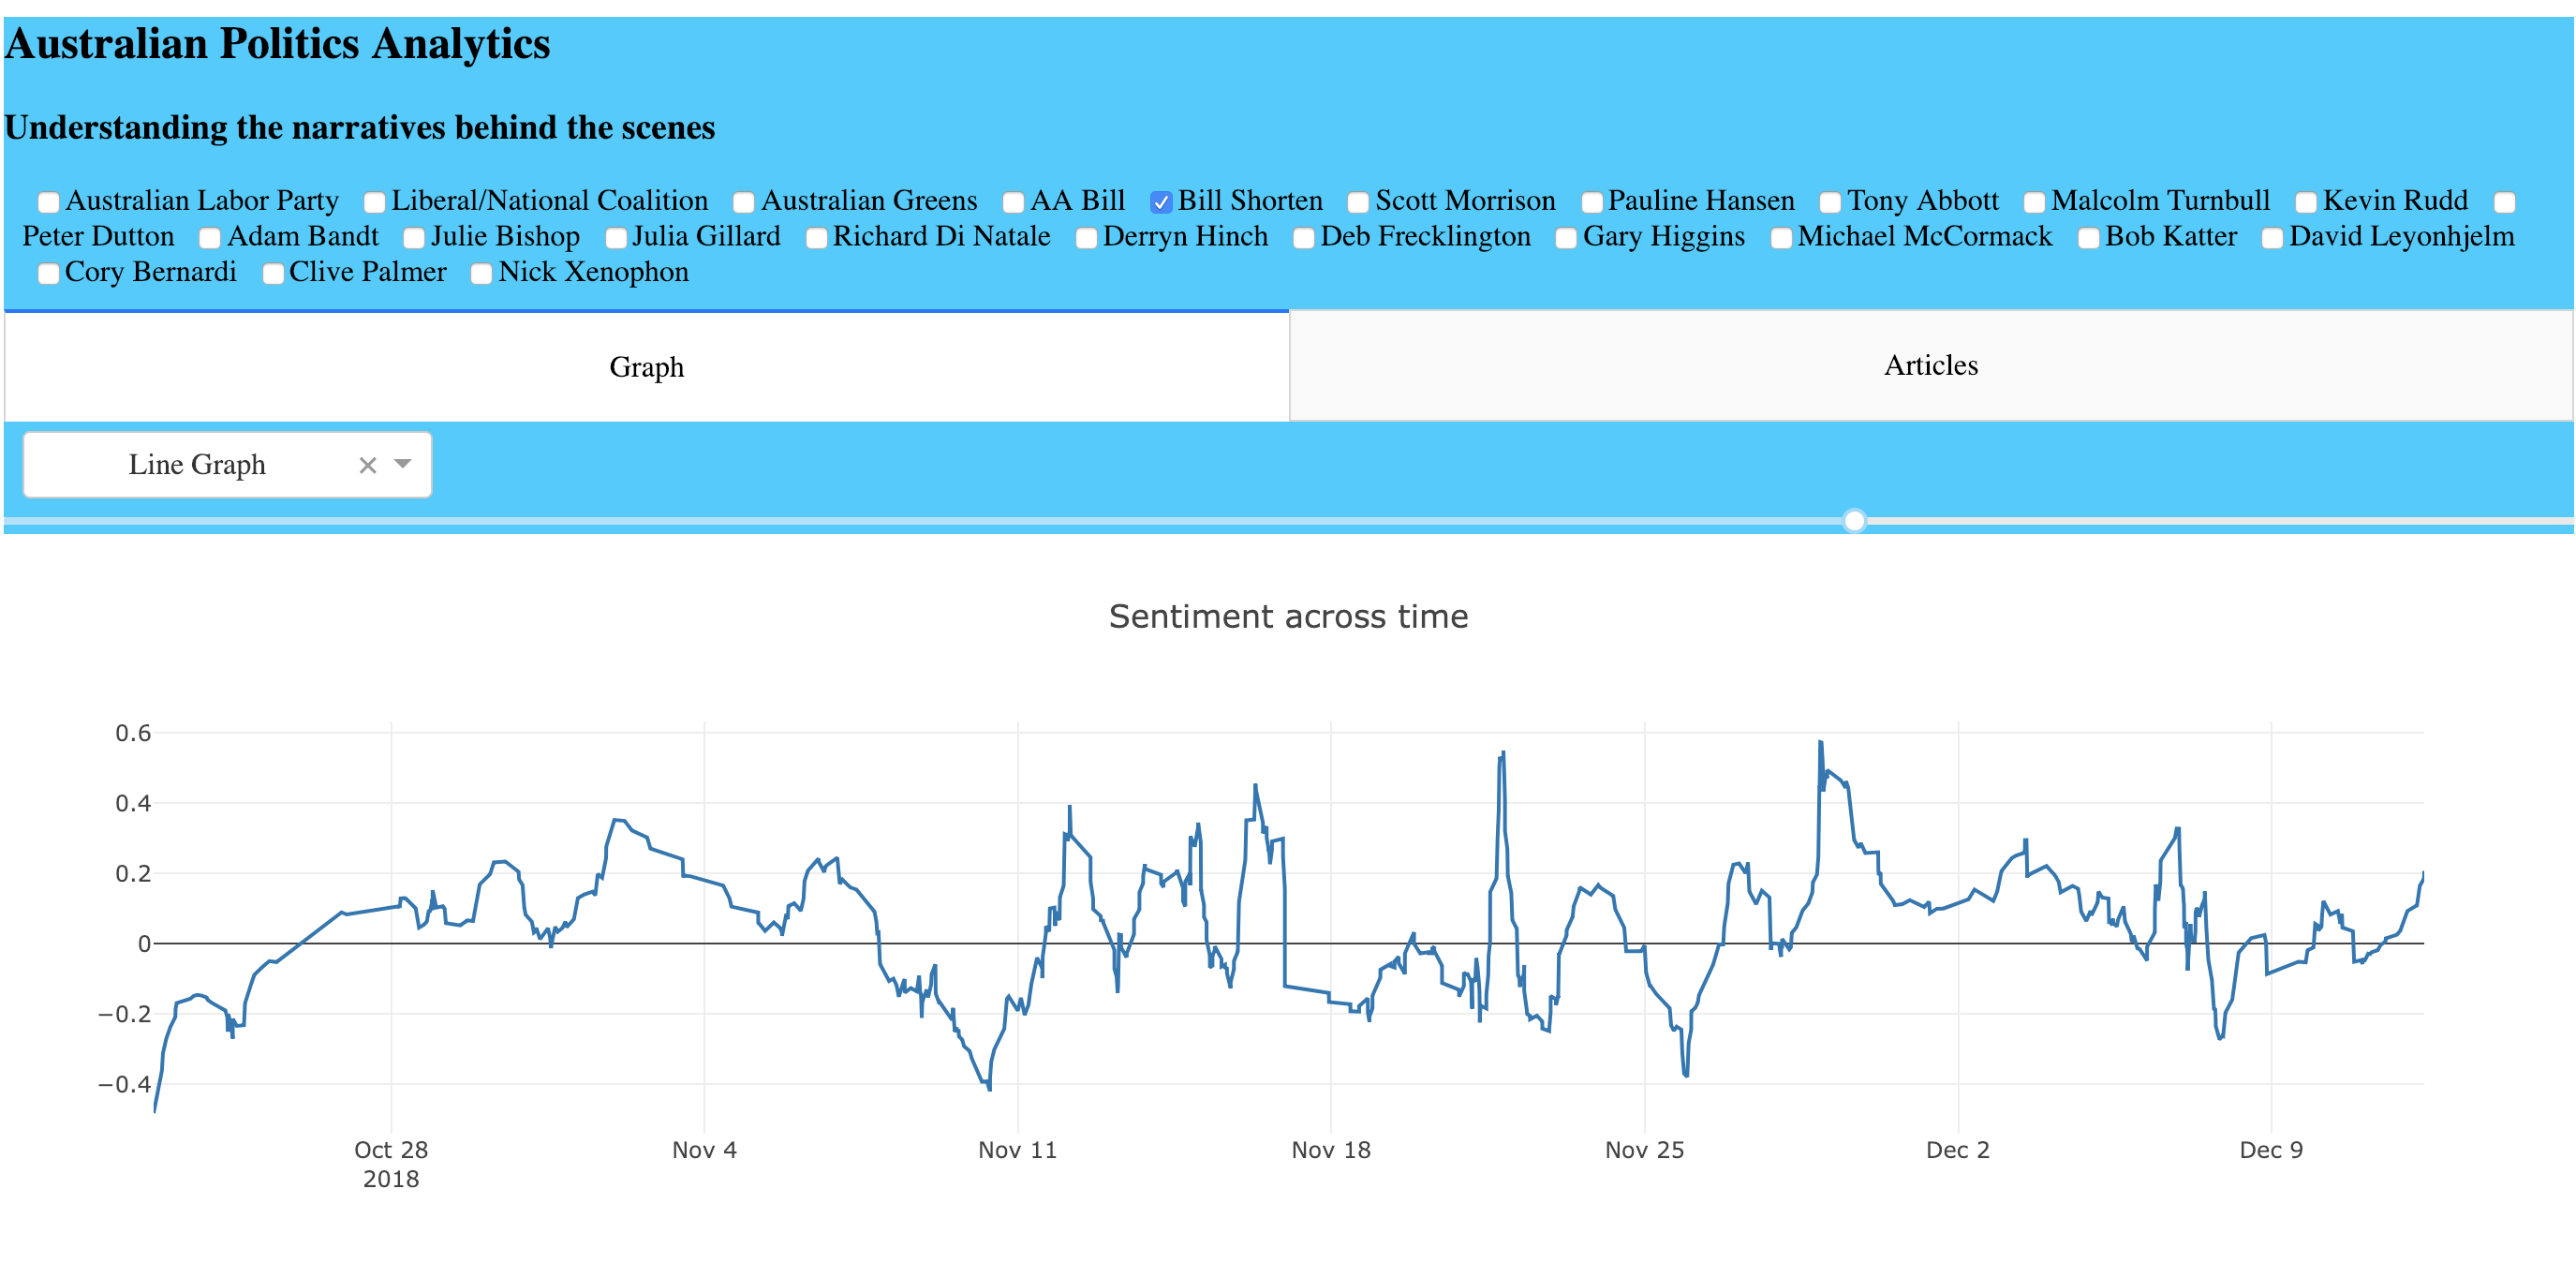 Australian Politics Analytics
Understanding the narratives behind the scenes
Australian Labor Party Liberal/National Coalition Australian Greens AA Bill Bill Shorten Scott Morrison Pauline Hansen Tony Abbott Malcolm Turnbull Kevin Rudd
Peter Dutton Adam Bandt Julie Bishop Julia Gillard Richard Di Natale Derryn Hinch Deb Frecklington Gary Higgins Michael McCormack Bob Katter David Leyonhjelm
Cory Bernardi Clive Palmer Nick Xenophon
Graph Articles
Line Graph
Sentiment across time
0.6
0.4
0.2
0
−0.2
−0.4
Oct 28 Nov 4 Nov 11 Nov 18 Nov 25 Dec 2 Dec 9
2018